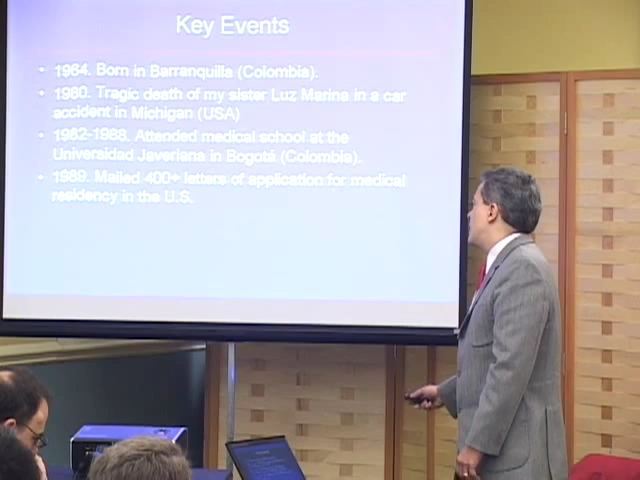 Key Events
• 1964. Born in Barranquilla (Colombia).
• 1980. Tragic death of my sister Luz Marina in a car
accident in Michigan (USA)
• 1982-1988. Attended medical school at the
Universidad Javeriana in Bogotá (Colombia).
• 1989. Mailed 400+ letters of application for medical
residency in the U.S.